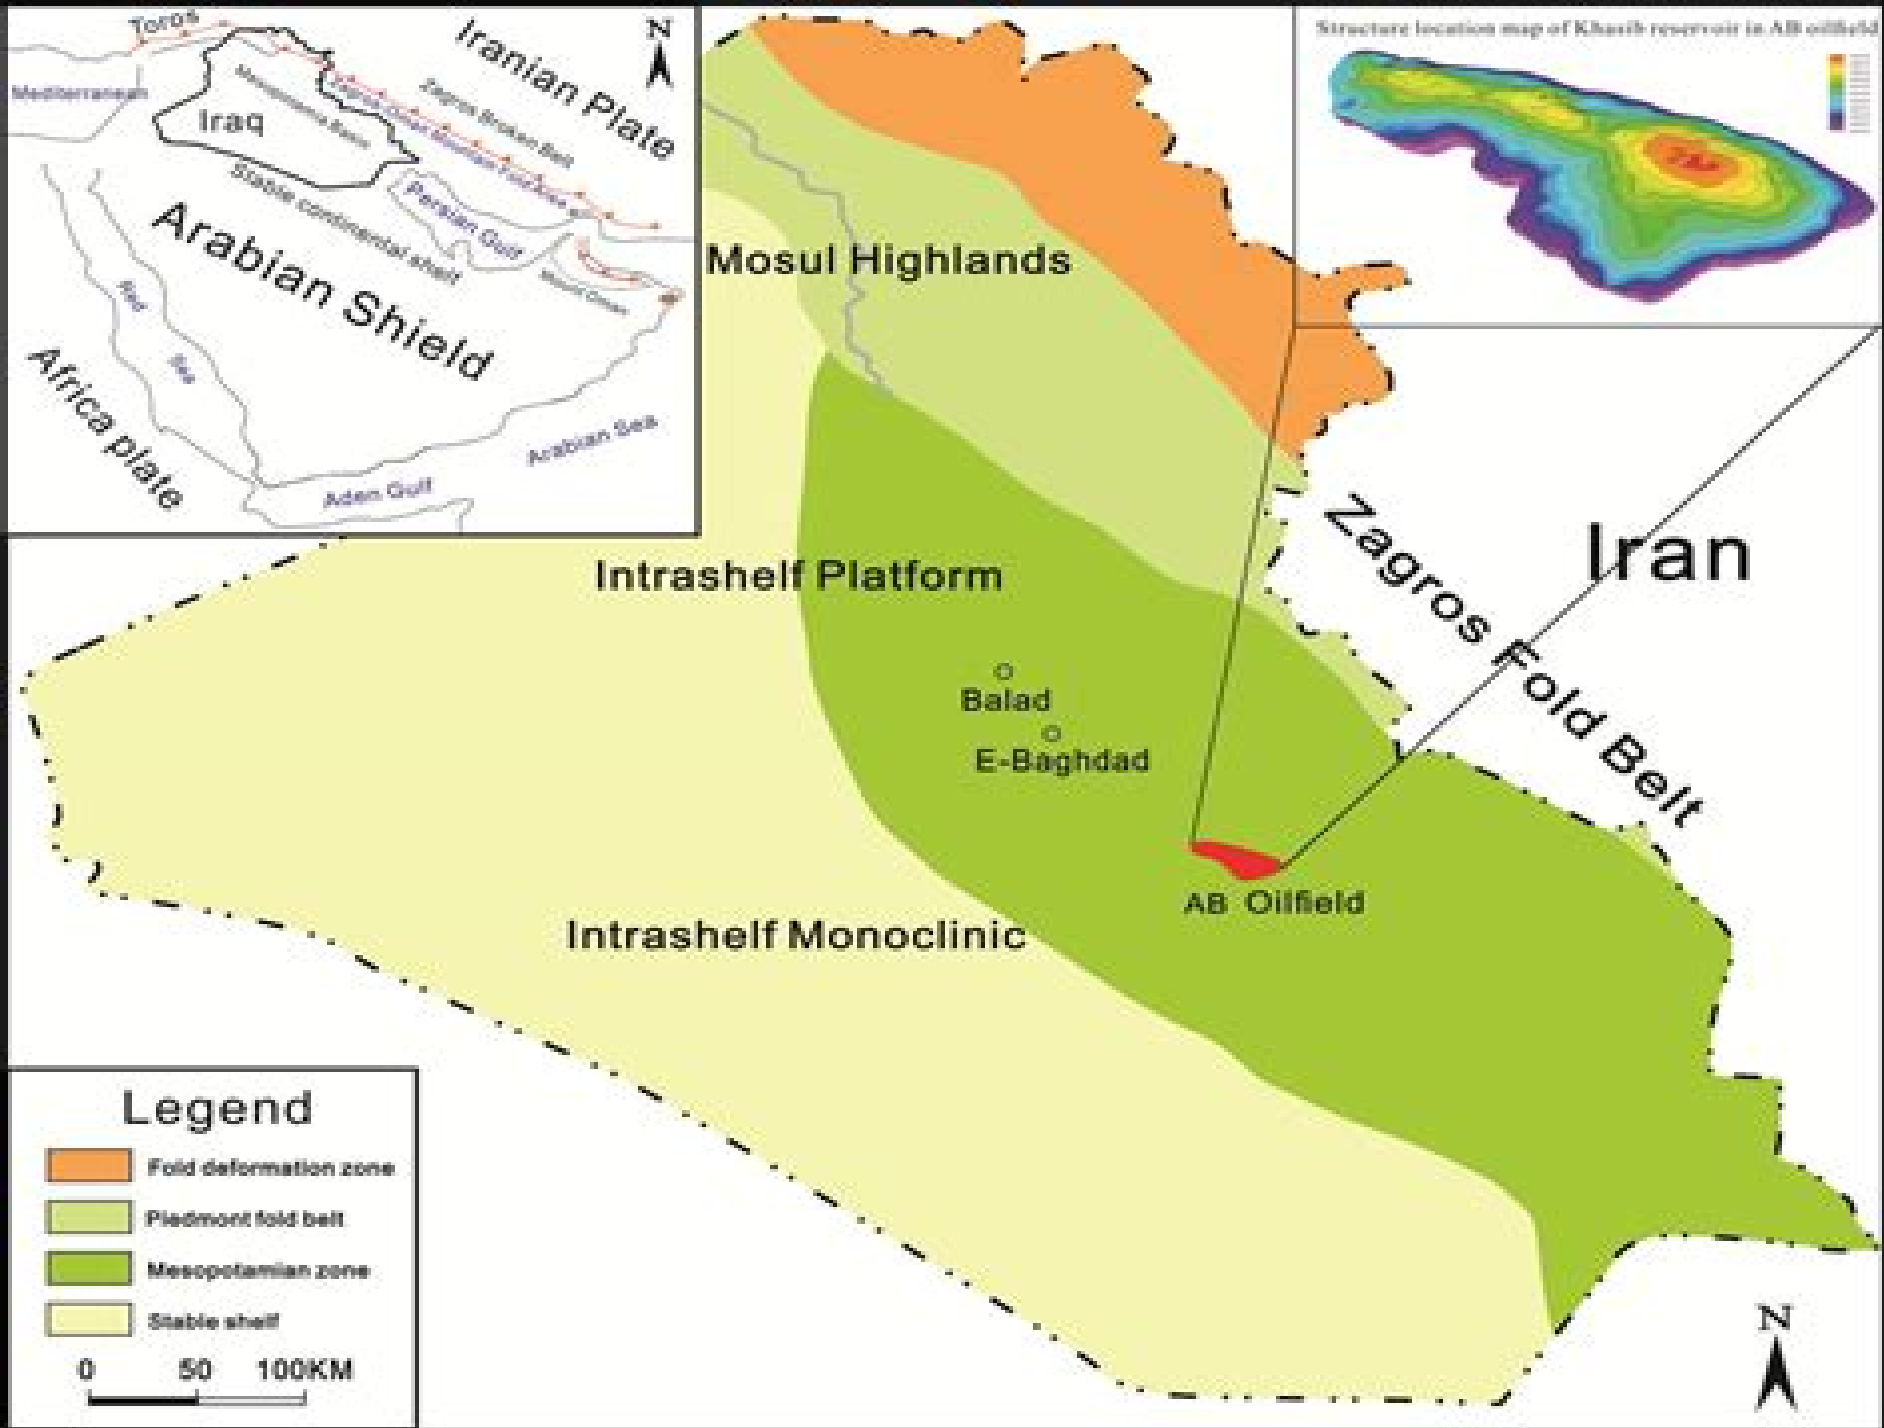 Toros
Mediterranean
Iraq
Mesopotamia Basin
Iranian Plate
N
Zagros Broken Belt
Stable continental shelf
Persian Gulf
Arabian Shield
Red
Sea
Africa plate
Arabian Sea
Aden Gulf
Structure location map of Khasib reservoir in AB oilfield
Mosul Highlands
Zagros Fold Belt
Iran
Intrashelf Platform
Balad
E-Baghdad
AB Oilfield
Intrashelf Monoclinic
Legend
Fold deformation zone
Piedmont fold belt
Mesopotamian zone
Stable shelf
0 50 100KM
N